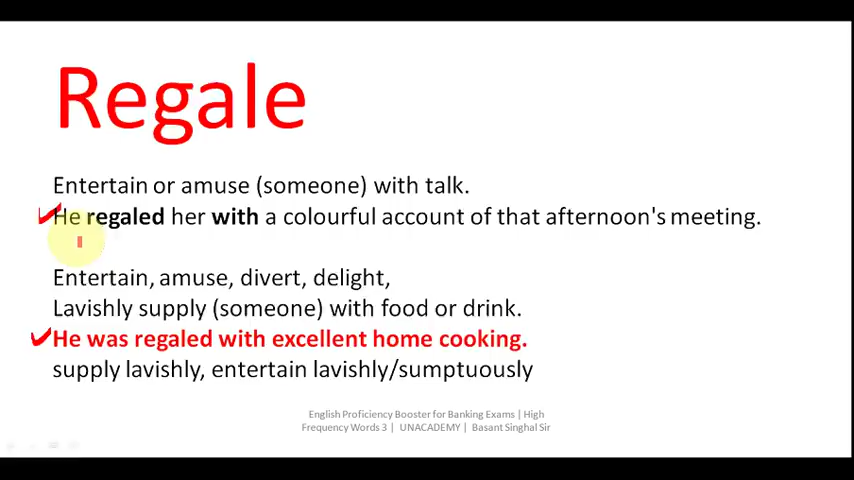 Regale
Entertain or amuse (someone) with talk.
He regaled her with a colourful account of that afternoon's meeting.
Entertain, amuse, divert, delight,
Lavishly supply (someone) with food or drink.
He was regaled with excellent home cooking.
supply lavishly, entertain lavishly/sumptuously
English Proficiency Booster for Banking Exams | High
Frequency Words 3 | UNACADEMY | Basant Singhal Sir